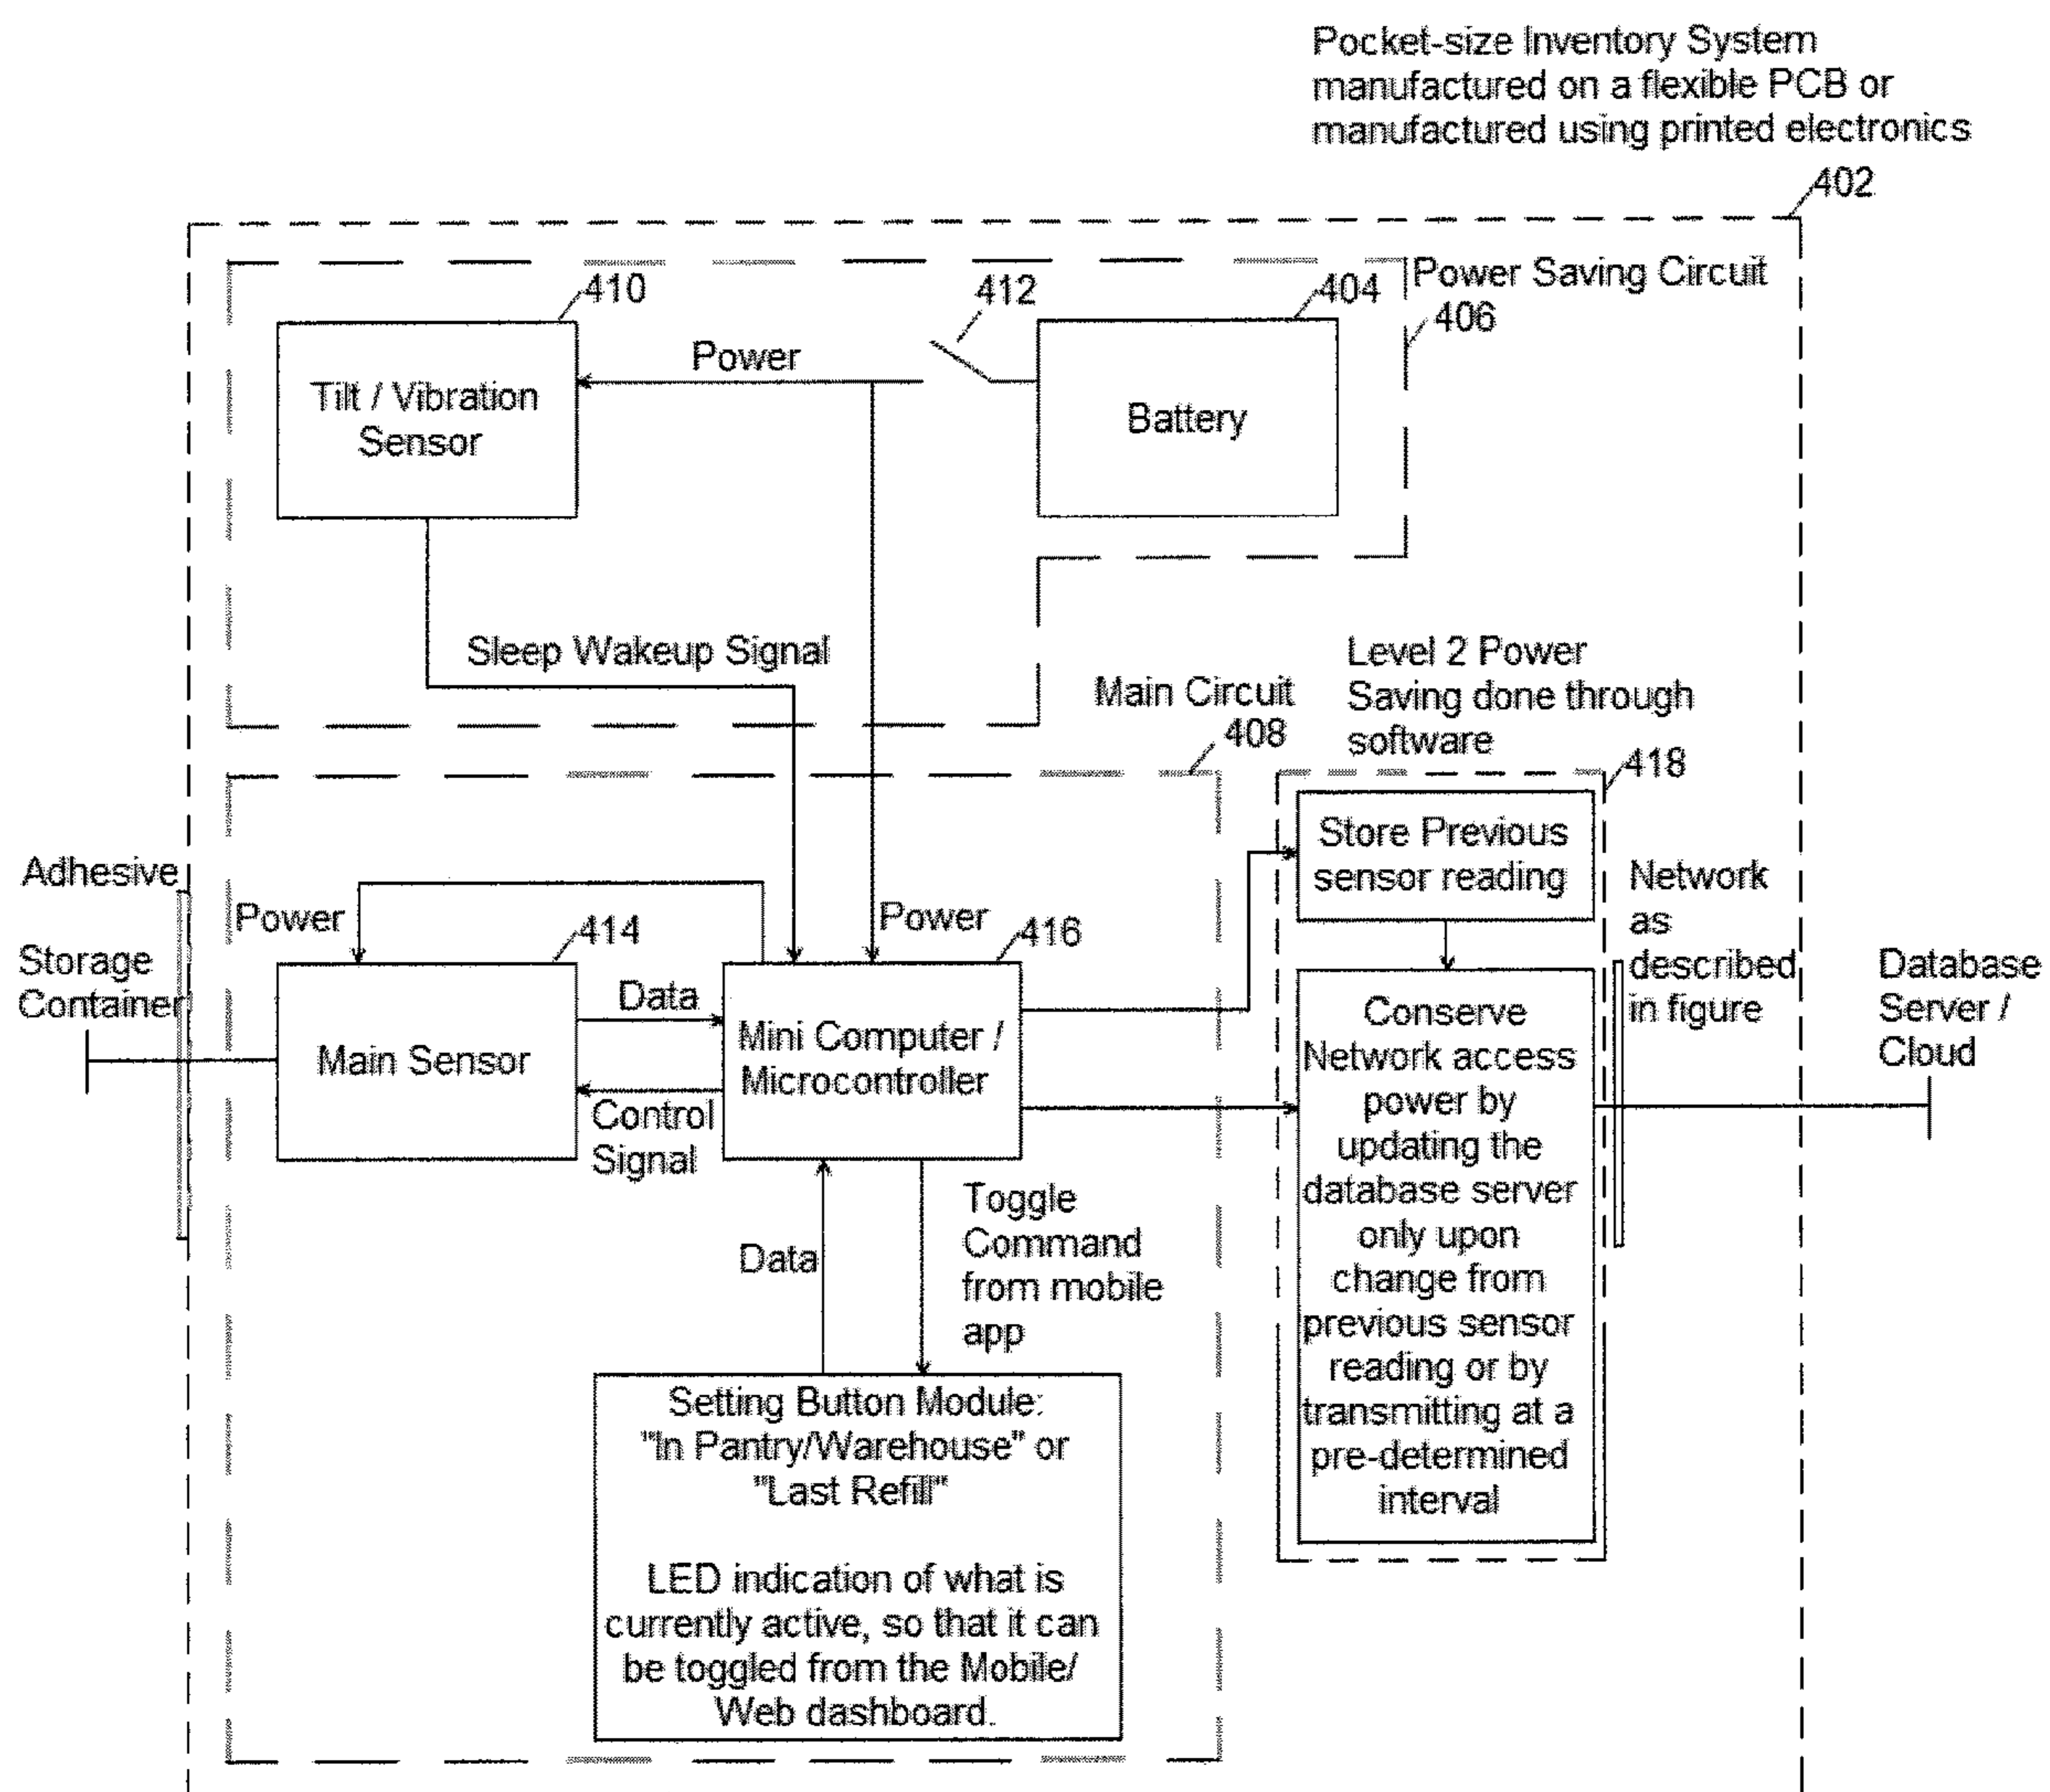 Pocket-size Inventory System
manufactured on a flexible PCB or
manufactured using printed electronics
402
Power Saving Circuit
406
410
412
404
Power
Tilt / Vibration
Sensor
Battery
Sleep Wakeup Signal
Main Circuit
408
Level 2 Power
Saving done through
software
418
Store Previous
sensor reading
Adhesive
Storage
Container
Power
414
Power
416
Network
as
described
in figure
Database
Server /
Cloud
Main Sensor
Data
Control
Signal
Mini Computer /
Microcontroller
Conserve
Network access
power by
updating the
database server
only upon
change from
previous sensor
reading or by
transmitting at a
pre-determined
interval
Data
Toggle
Command
from mobile
app
Setting Button Module:
"In Pantry/Warehouse" or
"Last Refill"
LED indication of what is
currently active, so that it can
be toggled from the Mobile/
Web dashboard.